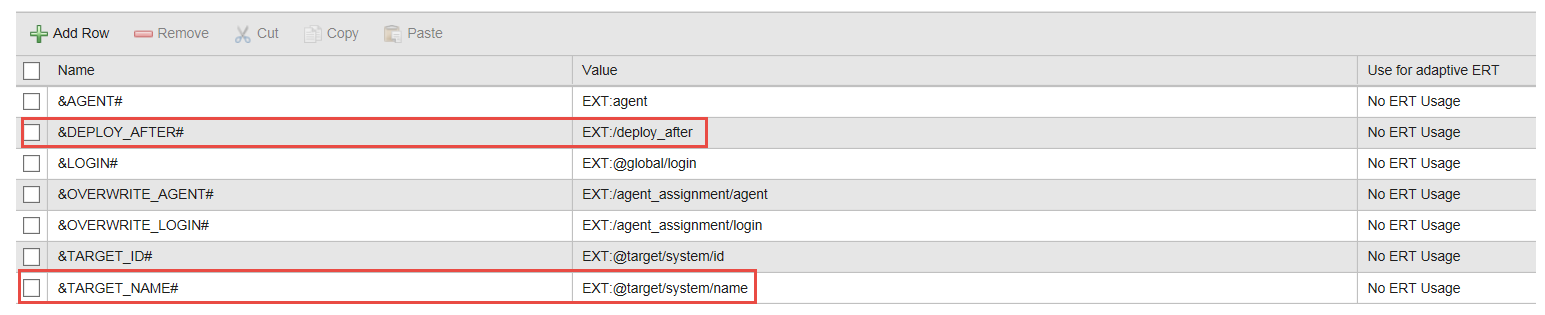 Add Row Remove Cut Copy Paste
Name Value Use for adaptive ERT
&AGENT# EXT:agent No ERT Usage
&DEPLOY_AFTER# EXT:/deploy_after No ERT Usage
&LOGIN# EXT:@global/login No ERT Usage
&OVERWRITE_AGENT# EXT:/agent_assignment/agent No ERT Usage
&OVERWRITE_LOGIN# EXT:/agent_assignment/login No ERT Usage
&TARGET_ID# EXT:@target/system/id No ERT Usage
&TARGET_NAME# EXT:@target/system/name No ERT Usage